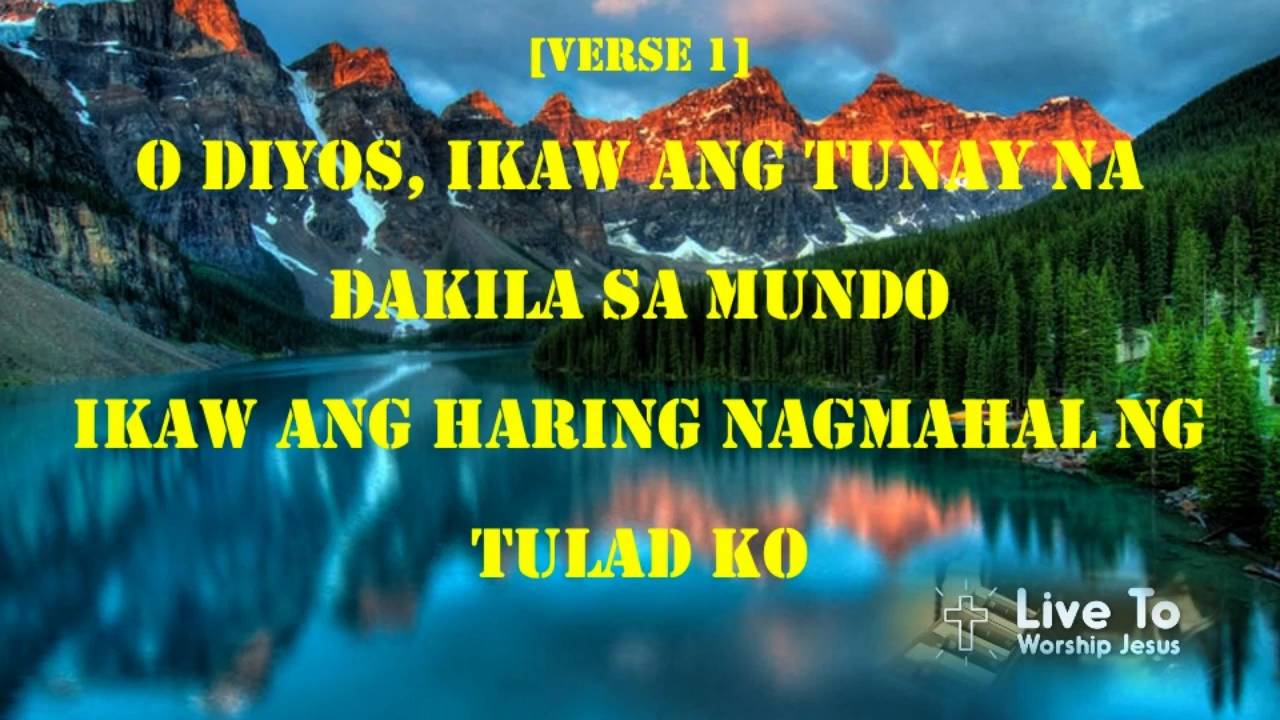 [VERSE 1]
O DIYOS, IKAW ANG TUNAY NA
DAKILA SA MUNDO
IKAW ANG HARING NAGMAHAL NG
TULAD KO
Live To
Worship Jesus